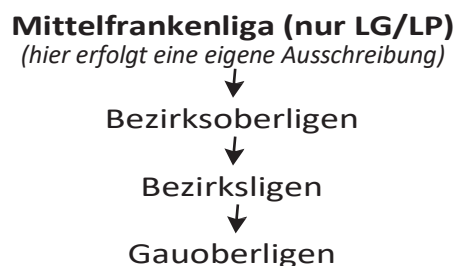 Mittelfrankenliga (nur LG/LP)
(hier erfolgt eine eigene Ausschreibung)
Bezirksoberligen
Bezirksligen
Gauoberligen